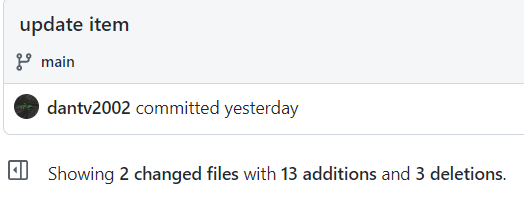 update item
main
dantv2002 committed yesterday
Showing 2 changed files with 13 additions and 3 deletions.